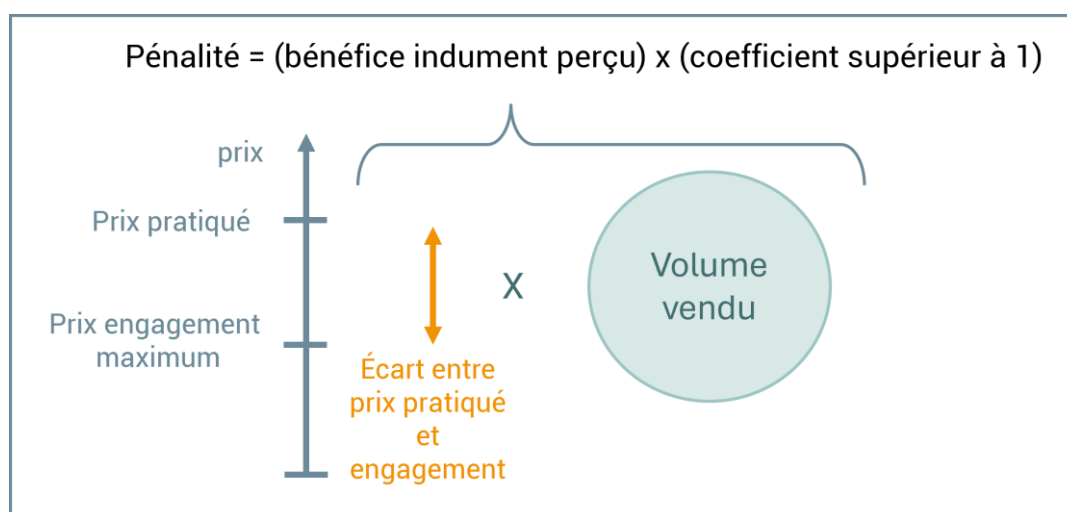 Pénalité = (bénéfice indument perçu) x (coefficient supérieur à 1)
prix
Prix pratiqué
Prix engagement
maximum
Écart entre
prix pratiqué
et
engagement
X
Volume
vendu